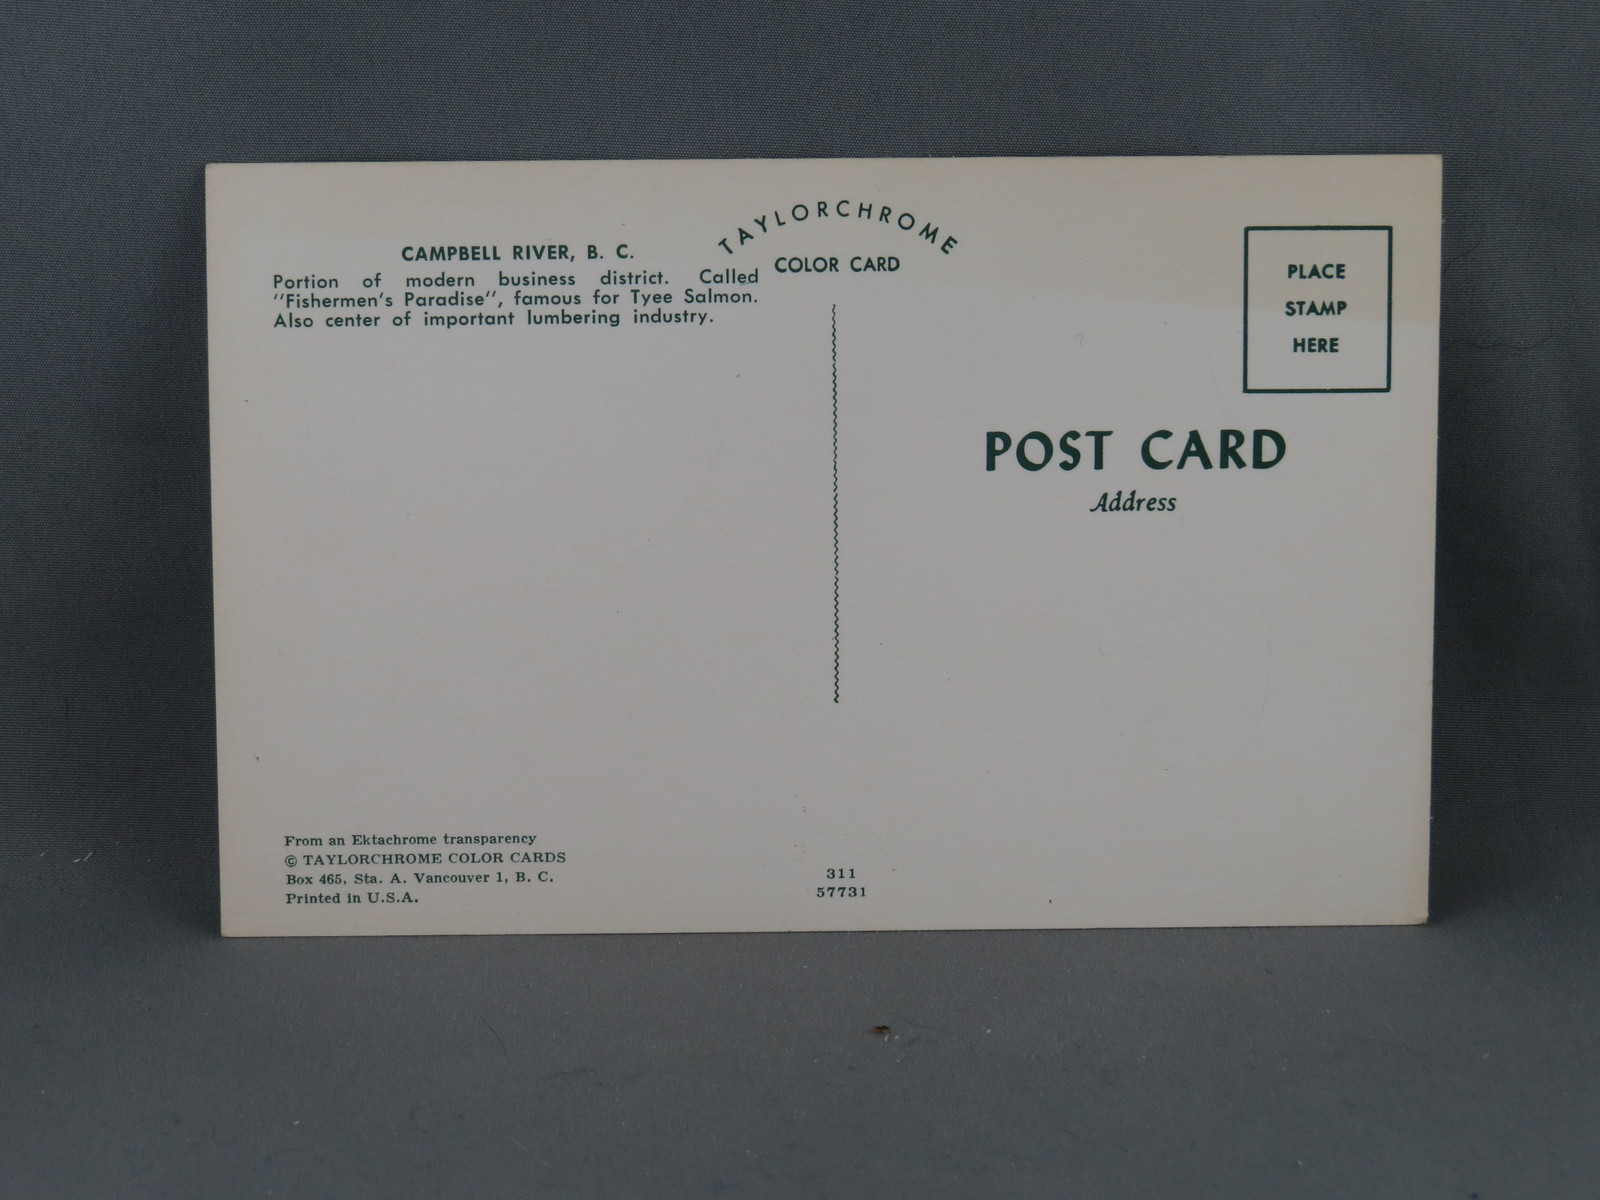 TAYLORCHROME
COLOR CARD
CAMPBELL RIVER, B. C.
Portion of modern business district. Called
"Fishermen's Paradise", famous for Tyee Salmon.
Also center of important lumbering industry.
PLACE
STAMP
HERE
POST CARD
Address
From an Ektachrome transparency
© TAYLORCHROME COLOR CARDS
Box 465, Sta. A. Vancouver 1, B. C.
Printed in U.S.A.
311
57731